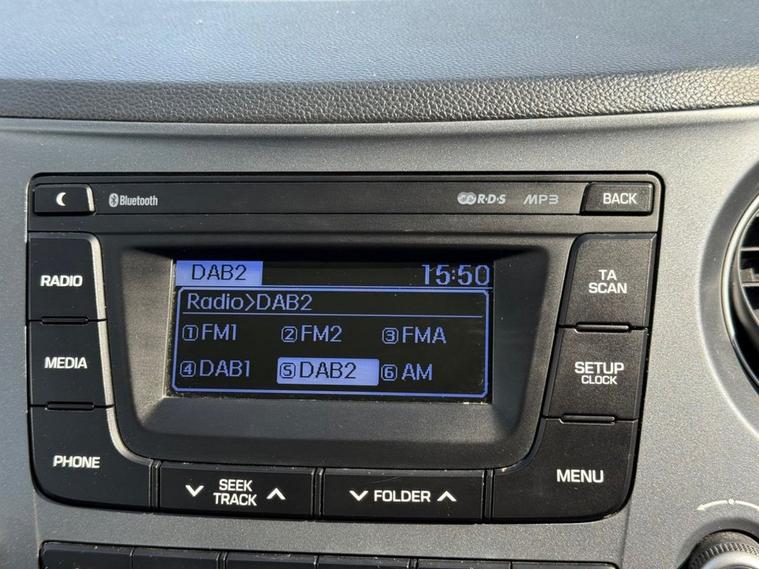 Bluetooth R·D·S MP3 BACK
RADIO
MEDIA
PHONE
DAB2 15:50
Radio>DAB2
①FM1 ②FM2 ③FMA
④DAB1 ⑤DAB2 ⑥AM
TA
SCAN
SETUP
CLOCK
MENU
SEEK
TRACK
FOLDER